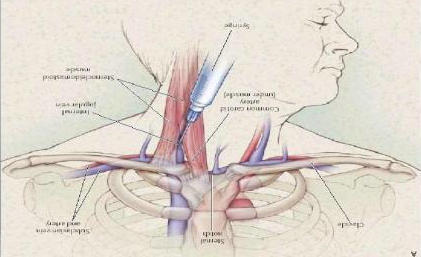 A
Clavicle
Sternal
notch
Subclavian vein
and artery
Common carotid
artery
(under muscle)
Internal
jugular vein
Sternocleidomastoid
muscle
Syringe